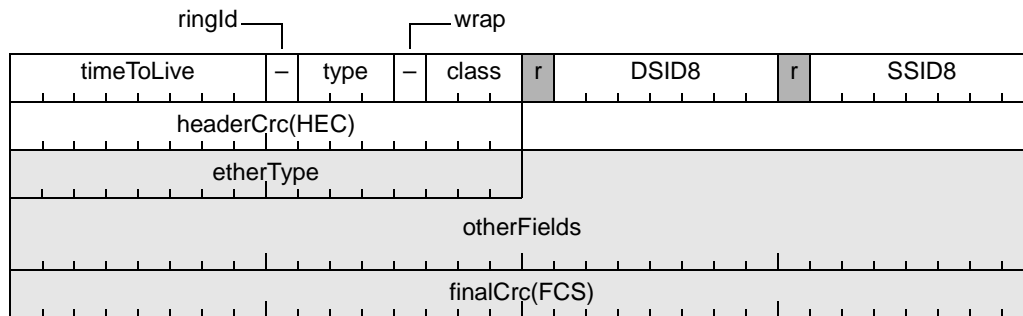 ringId wrap
timeToLive – type – class r DSID8 r SSID8
headerCrc(HEC)
etherType
otherFields
finalCrc(FCS)